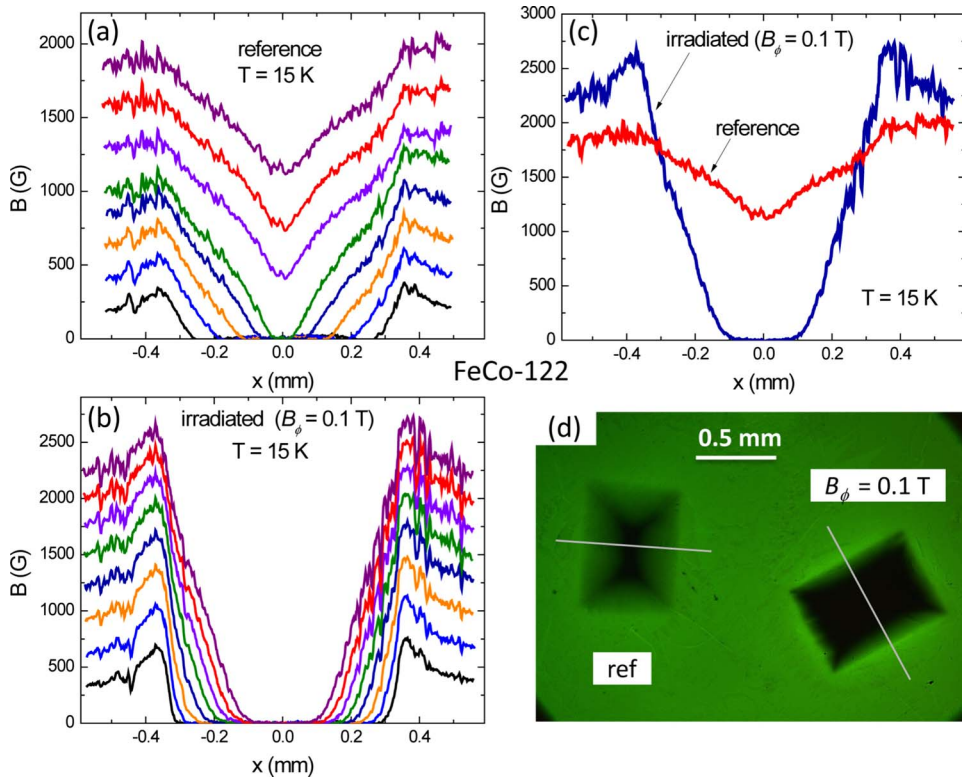 (a)
reference
T = 15 K
B (G)
2000
1500
1000
500
0
-0.4 -0.2 0.0 0.2 0.4
x (mm)
(c)
irradiated (Bϕ = 0.1 T)
reference
T = 15 K
B (G)
3000
2500
2000
1500
1000
500
0
-0.4 -0.2 0.0 0.2 0.4
x (mm)
FeCo-122
(b)
irradiated (Bϕ = 0.1 T)
T = 15 K
B (G)
2500
2000
1500
1000
500
0
-0.4 -0.2 0.0 0.2 0.4
x (mm)
(d)
0.5 mm
Bϕ = 0.1 T
ref